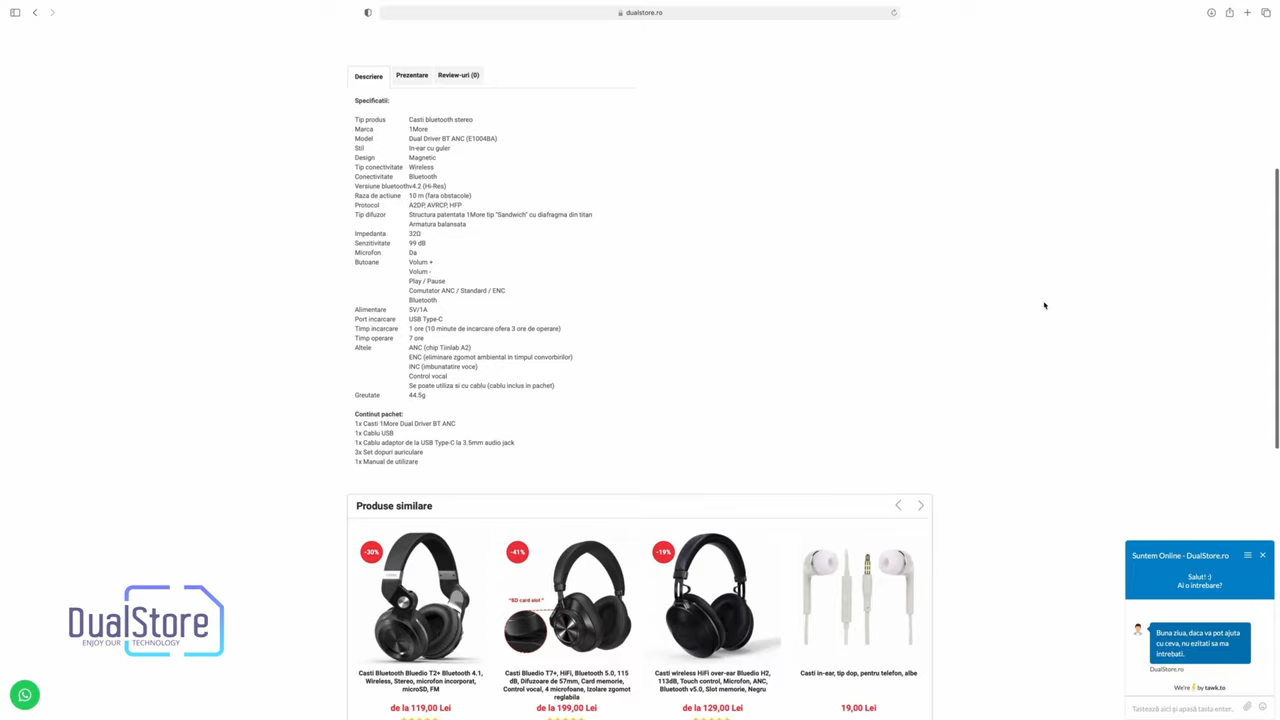 dualstore.ro
Descriere Prezentare Review-uri (0)
Specificatii:
Tip produs Casti bluetooth stereo
Marca 1More
Model Dual Driver BT ANC (E1004BA)
Stil In-ear cu guler
Design Magnetic
Tip conectivitate Wireless
Conectivitate Bluetooth
Versiune bluetooth v4.2 (Hi-Res)
Raza de actiune 10 m (fara obstacole)
Protocol A2DP, AVRCP, HFP
Tip difuzor Structura patentata 1More tip "Sandwich" cu diafragma din titan
Armatura balansata
Impedanta 32Ω
Senzitivitate 99 dB
Microfon Da
Butoane Volum +
Volum -
Play / Pause
Comutator ANC / Standard / ENC
Bluetooth
Alimentare 5V/1A
Port incarcare USB Type-C
Timp incarcare 1 ore (10 minute de incarcare ofera 3 ore de operare)
Timp operare 7 ore
Altele ANC (chip Tiinlab A2)
ENC (eliminare zgomot ambiental in timpul convorbirilor)
INC (imbunatatire voce)
Control vocal
Se poate utiliza si cu cablu (cablu inclus in pachet)
Greutate 44.5g
Continut pachet:
1x Casti 1More Dual Driver BT ANC
1x Cablu USB
1x Cablu adaptor de la USB Type-C la 3.5mm audio jack
3x Set dopuri auriculare
1x Manual de utilizare
Produse similare
-30% -41% -19%
"SD card slot"
Casti Bluetooth Bluedio T2+ Bluetooth 4.1,
Wireless, Stereo, microfon incorporat,
microSD, FM
de la 119,00 Lei
Casti Bluedio T7+, HiFi, Bluetooth 5.0, 115
dB, Difuzoare de 57mm, Card memorie,
Control vocal, 4 microfoane, Izolare zgomot
reglabila
de la 199,00 Lei
Casti wireless HiFi over-ear Bluedio H2,
113dB, Touch control, Microfon, ANC,
Bluetooth v5.0, Slot memorie, Negru
de la 129,00 Lei
Casti in-ear, tip dop, pentru telefon, albe
19,00 Lei
DualStore
ENJOY OUR TECHNOLOGY
Suntem Online - DualStore.ro
Salut! :)
Ai o intrebare?
Buna ziua, daca va pot ajuta
cu ceva, nu ezitati sa ma
intrebati.
DualStore.ro
We're by tawk.to
Tastează aici și apasă tasta enter..